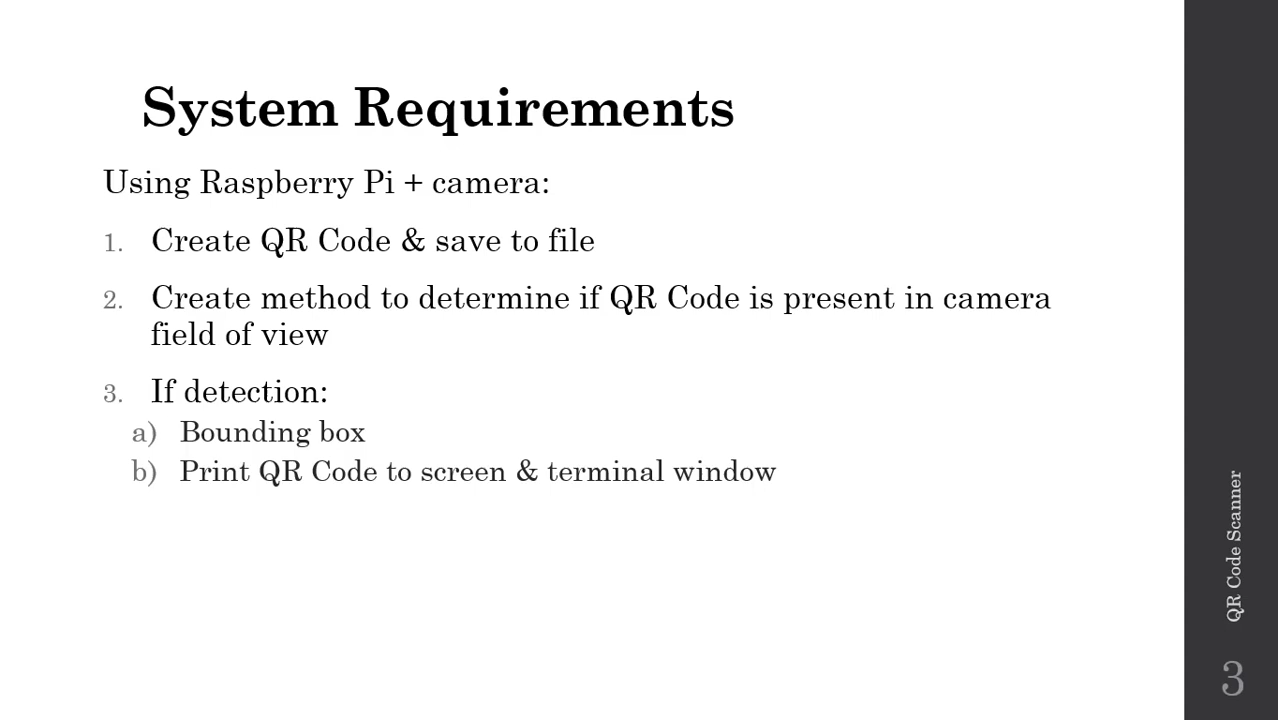 System Requirements
Using Raspberry Pi + camera:
1. Create QR Code & save to file
2. Create method to determine if QR Code is present in camera
field of view
3. If detection:
a) Bounding box
b) Print QR Code to screen & terminal window
QR Code Scanner
3